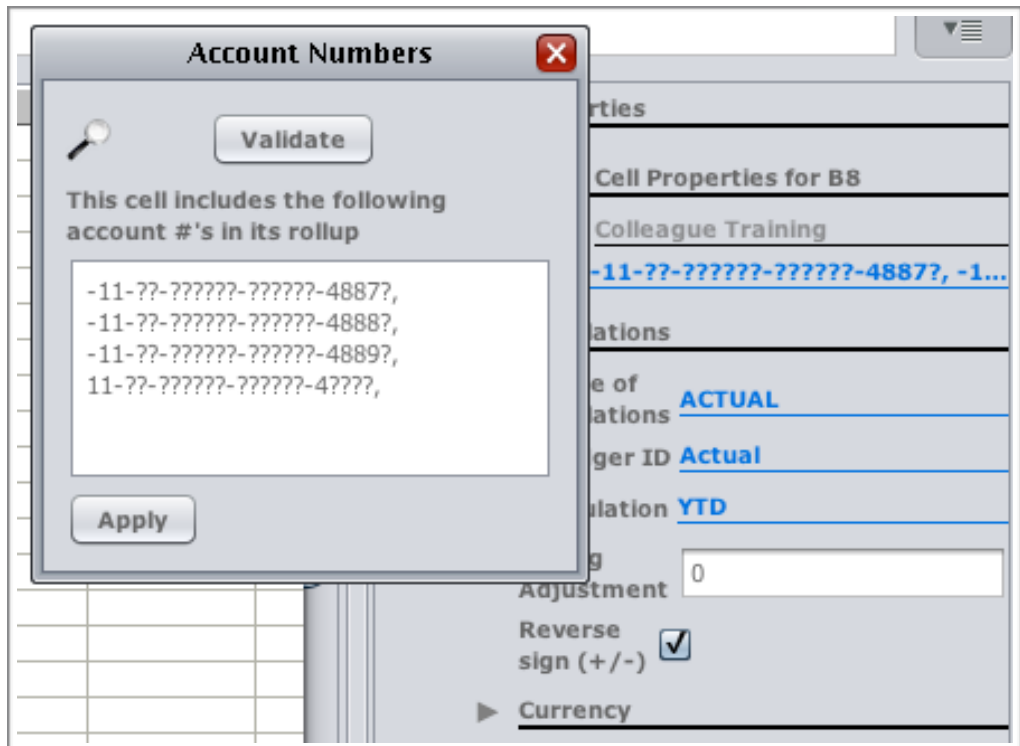 Account Numbers
Validate
This cell includes the following
account #'s in its rollup
-11-??-??????-??????-4887?,
-11-??-??????-??????-4888?,
-11-??-??????-??????-4889?,
11-??-??????-??????-4????,
Apply
rties
Cell Properties for B8
Colleague Training
-11-??-??????-??????-4887?, -1...
lations
e of
lations
ACTUAL
ger ID
Actual
ulation
YTD
g
Adjustment
0
Reverse
sign (+/-)
Currency